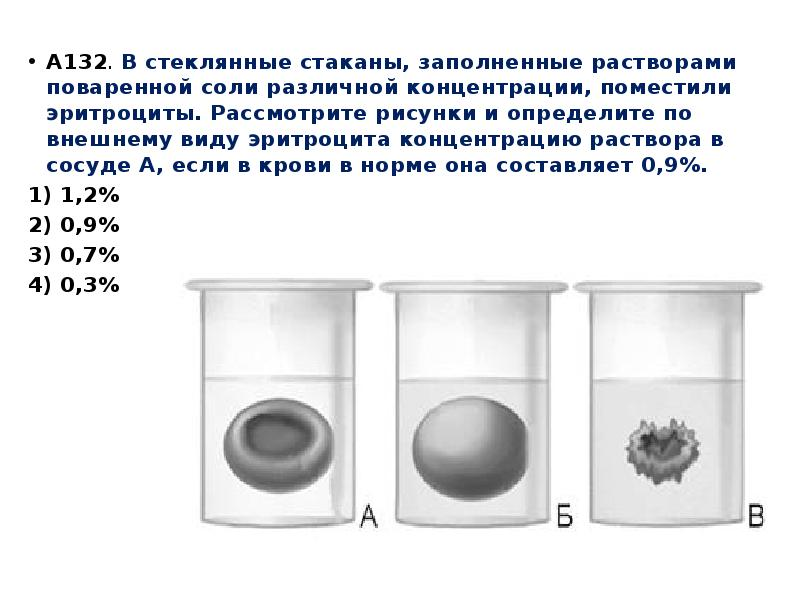 • А132. В стеклянные стаканы, заполненные растворами
поваренной соли различной концентрации, поместили
эритроциты. Рассмотрите рисунки и определите по
внешнему виду эритроцита концентрацию раствора в
сосуде А, если в крови в норме она составляет 0,9%.
1) 1,2%
2) 0,9%
3) 0,7%
4) 0,3%
А Б В